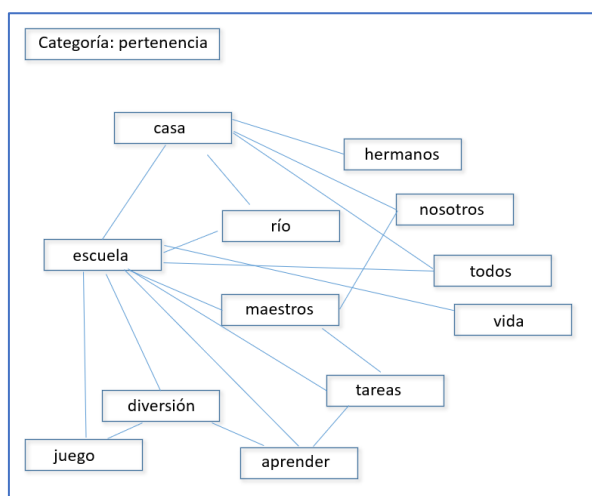 Categoría: pertenencia
casa
hermanos
nosotros
río
escuela
todos
maestros
vida
tareas
diversión
juego
aprender